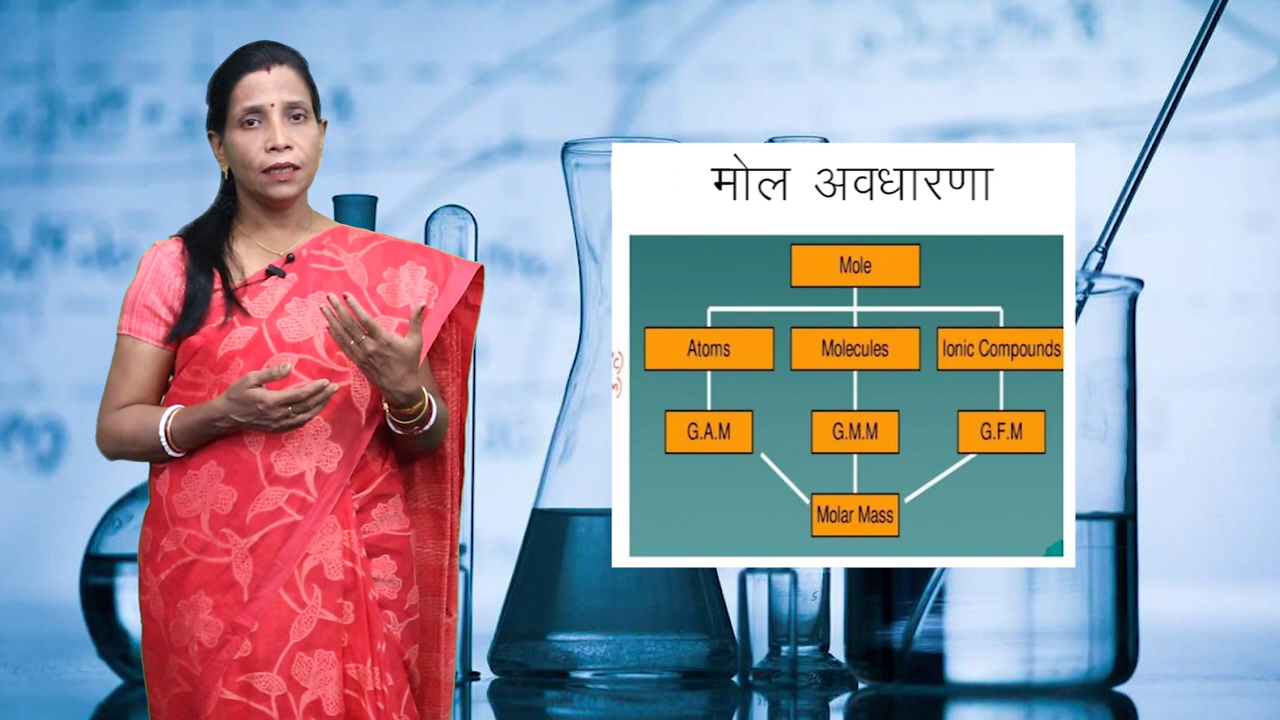 मोल अवधारणा
Mole
Atoms Molecules Ionic Compounds
G.A.M G.M.M G.F.M
Molar Mass